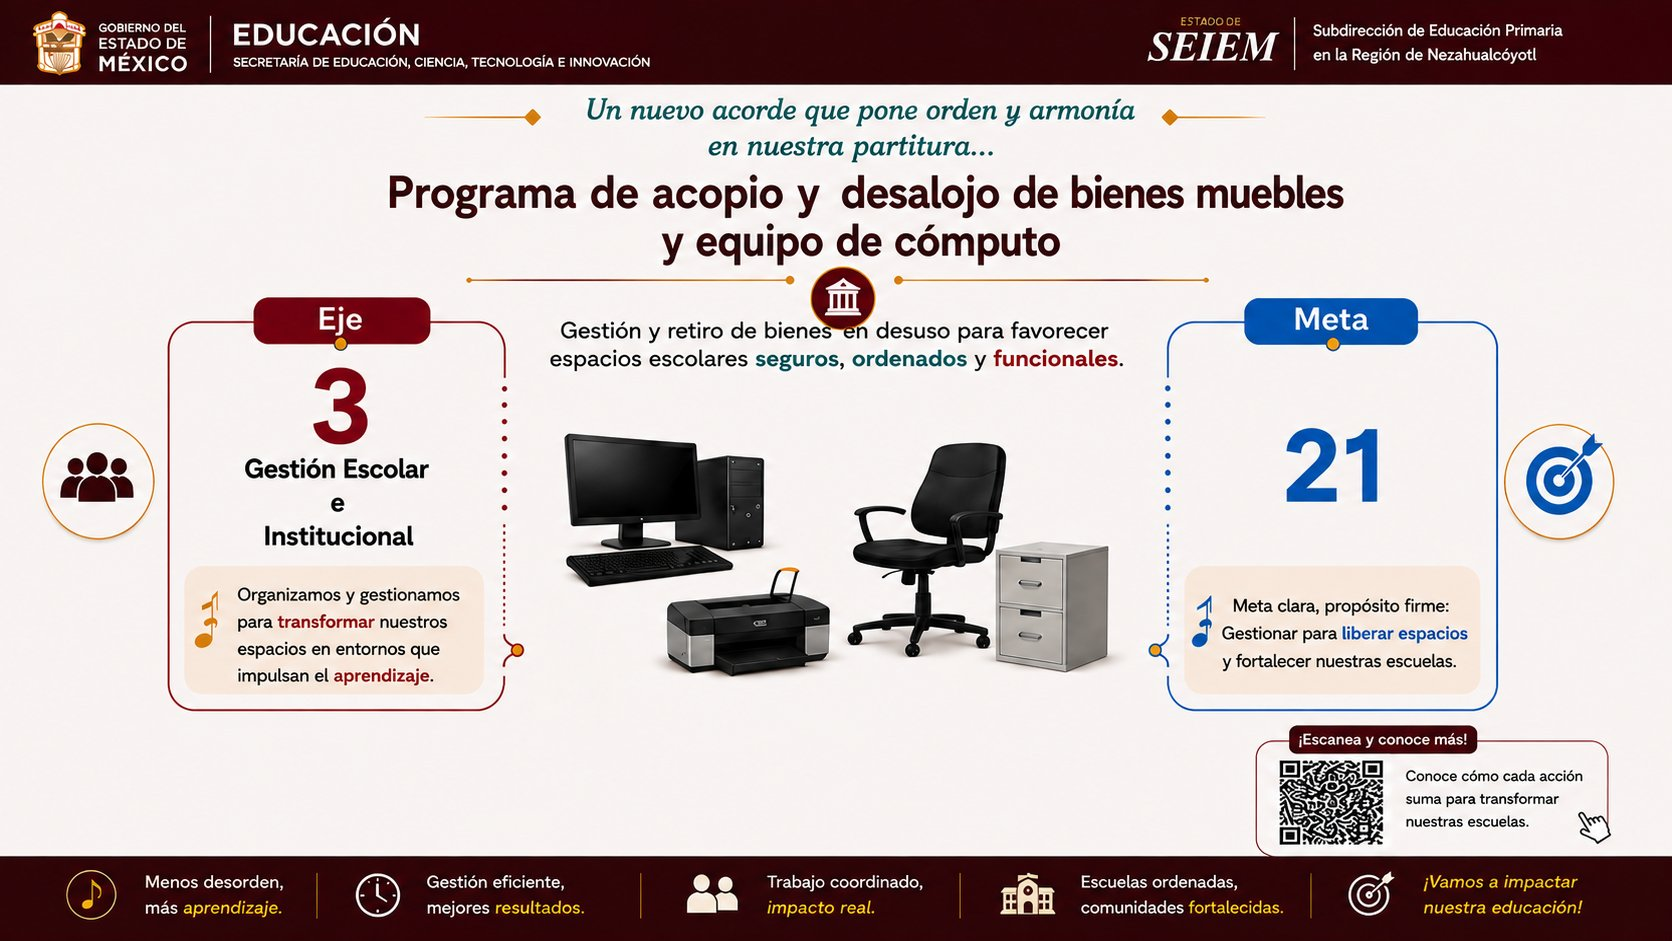 GOBIERNO DEL
ESTADO DE
MÉXICO
EDUCACIÓN
SECRETARÍA DE EDUCACIÓN, CIENCIA, TECNOLOGÍA E INNOVACIÓN
ESTADO DE
SEIEM
Subdirección de Educación Primaria
en la Región de Nezahualcóyotl
Un nuevo acorde que pone orden y armonía
en nuestra partitura...
Programa de acopio y desalojo de bienes muebles
y equipo de cómputo
Gestión y retiro de bienes en desuso para favorecer
espacios escolares seguros, ordenados y funcionales.
Eje
3
Gestión Escolar
e
Institucional
Organizamos y gestionamos
para transformar nuestros
espacios en entornos que
impulsan el aprendizaje.
Meta
21
Meta clara, propósito firme:
Gestionar para liberar espacios
y fortalecer nuestras escuelas.
¡Escanea y conoce más!
Conoce cómo cada acción
suma para transformar
nuestras escuelas.
Menos desorden,
más aprendizaje.
Gestión eficiente,
mejores resultados.
Trabajo coordinado,
impacto real.
Escuelas ordenadas,
comunidades fortalecidas.
¡Vamos a impactar
nuestra educación!